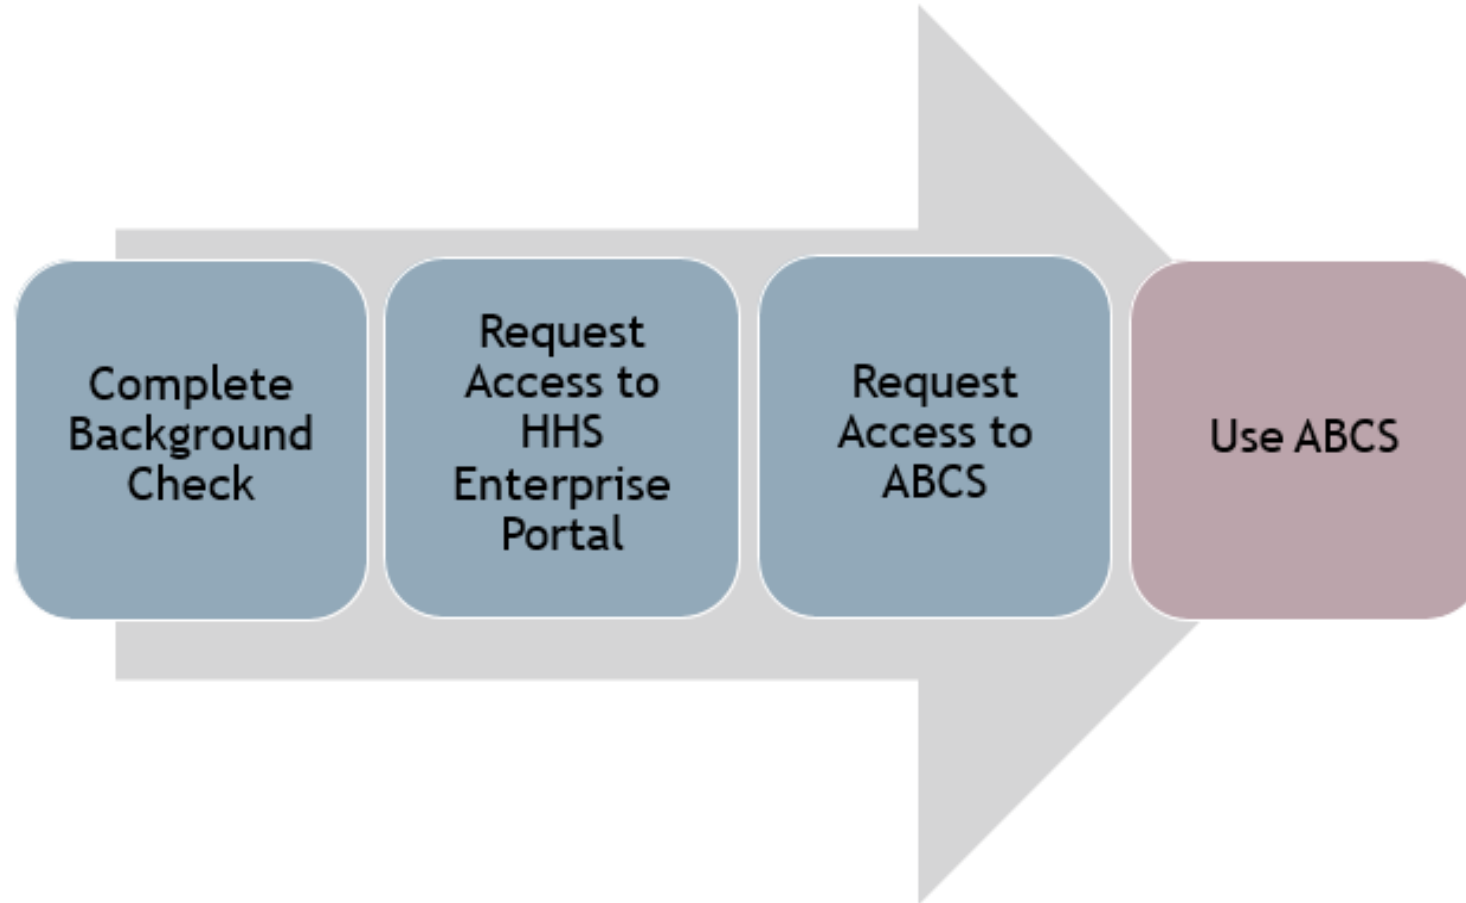 Complete
Background
Check
Request
Access to
HHS
Enterprise
Portal
Request
Access to
ABCS
Use ABCS